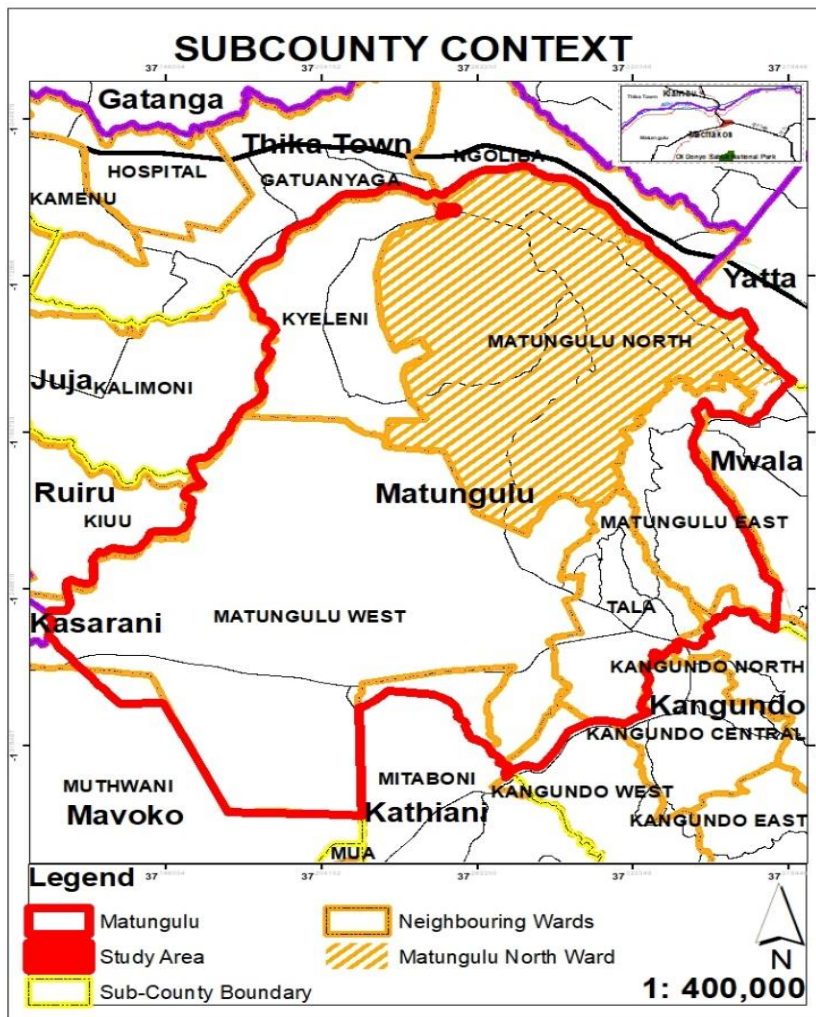 SUBCOUNTY CONTEXT
Gatanga
Thika Town
NGOLIBA
HOSPITAL
GATUANYAGA
KAMENU
Yatta
KYELENI
MATUNGULU NORTH
Juja
KALIMONI
Mwala
Ruiru
Matungulu
KIUU
MATUNGULU EAST
TALA
Kasarani
MATUNGULU WEST
KANGUNDO NORTH
Kangundo
KANGUNDO CENTRAL
MUTHWANI
MITABONI
KANGUNDO WEST
Mavoko
Kathiani
KANGUNDO EAST
MUA
Legend
Matungulu
Neighbouring Wards
Study Area
Matungulu North Ward
Sub-County Boundary
N
1: 400,000